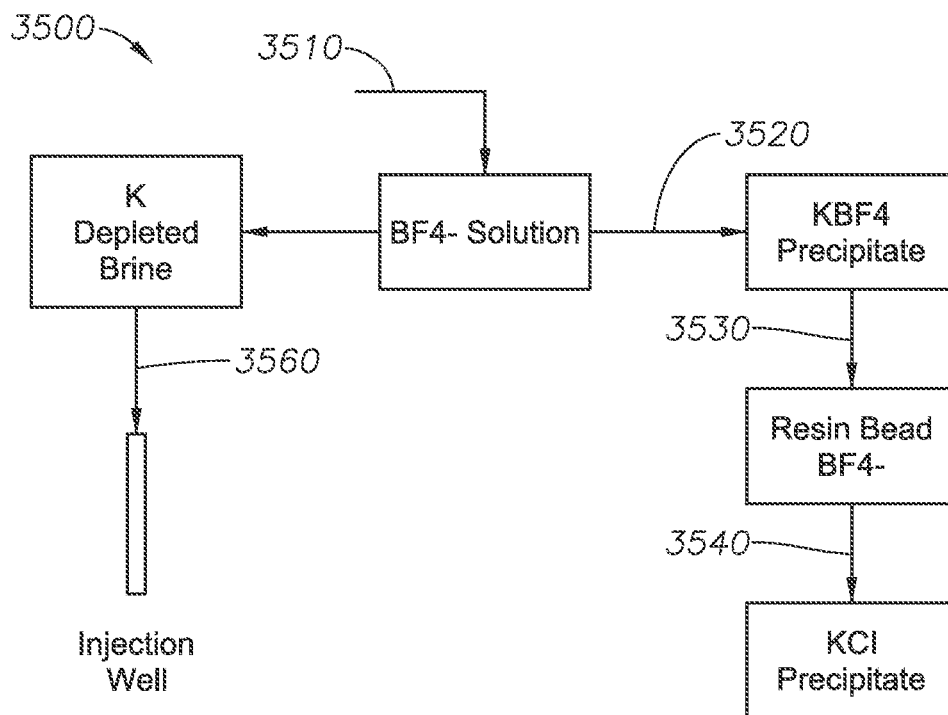 3500
3510
3520
K
Depleted
Brine
BF4- Solution
KBF4
Precipitate
3530
3560
Resin Bead
BF4-
3540
Injection
Well
KCl
Precipitate